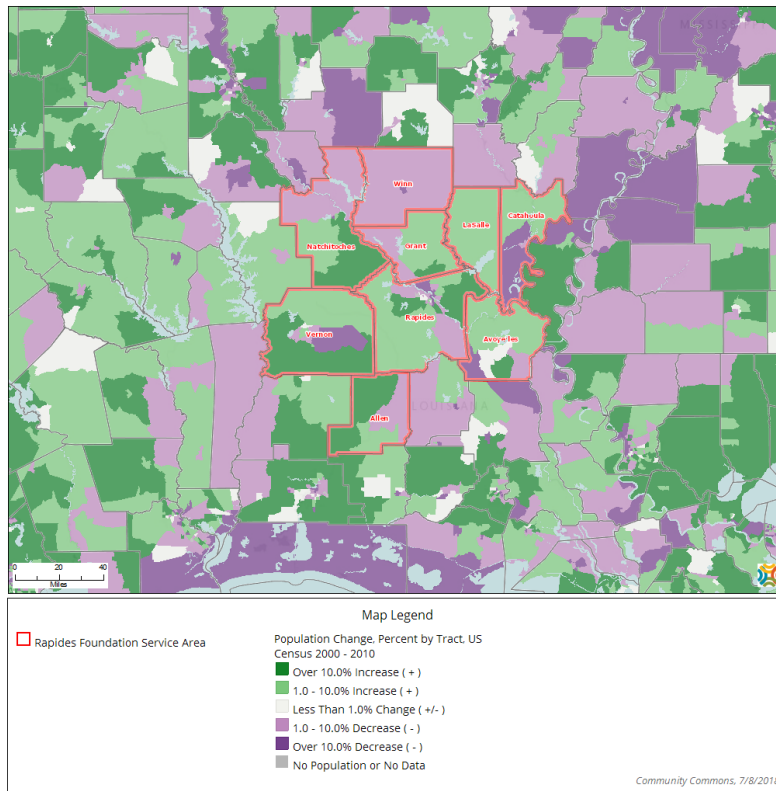 MISSISSIPPI
Winn
Catahoula
LaSalle
Natchitoches
Grant
Rapides
Vernon
Avoyelles
LOUISIANA
Allen
0 20 40
Miles
Map Legend
Rapides Foundation Service Area
Population Change, Percent by Tract, US
Census 2000 - 2010
Over 10.0% Increase ( + )
1.0 - 10.0% Increase ( + )
Less Than 1.0% Change ( +/- )
1.0 - 10.0% Decrease ( - )
Over 10.0% Decrease ( - )
No Population or No Data
Community Commons, 7/8/2018